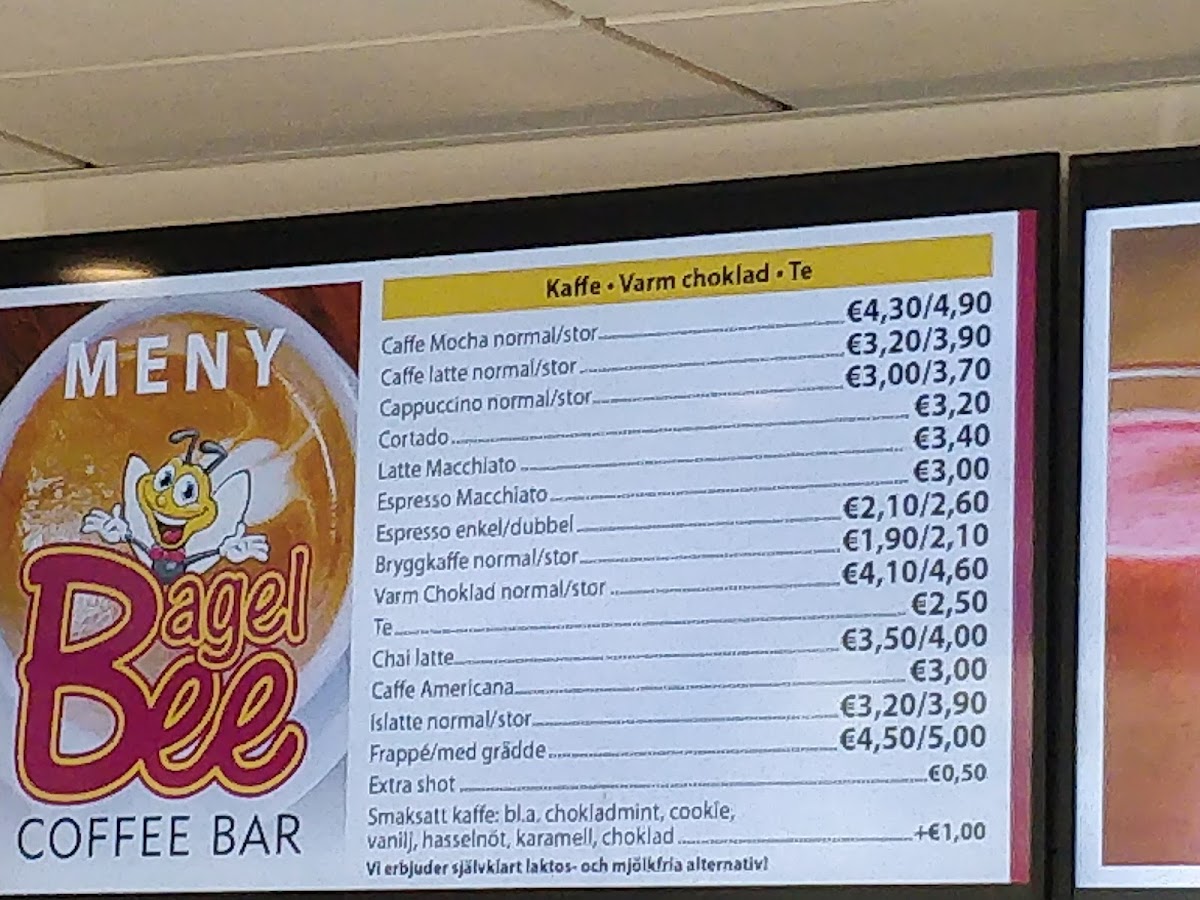 MENY
Bagel
Bee
COFFEE BAR
Kaffe • Varm choklad • Te
Caffe Mocha normal/stor €4,30/4,90
Caffe latte normal/stor €3,20/3,90
Cappuccino normal/stor €3,00/3,70
Cortado €3,20
Latte Macchiato €3,40
Espresso Macchiato €3,00
Espresso enkel/dubbel €2,10/2,60
Bryggkaffe normal/stor €1,90/2,10
Varm Choklad normal/stor €4,10/4,60
Te €2,50
Chai latte €3,50/4,00
Caffe Americana €3,00
Islatte normal/stor €3,20/3,90
Frappé/med grädde €4,50/5,00
Extra shot €0,50
Smaksatt kaffe: bl.a. chokladmint, cookie,
vanilj, hasselnöt, karamell, choklad +€1,00
Vi erbjuder självklart laktos- och mjölkfria alternativ!